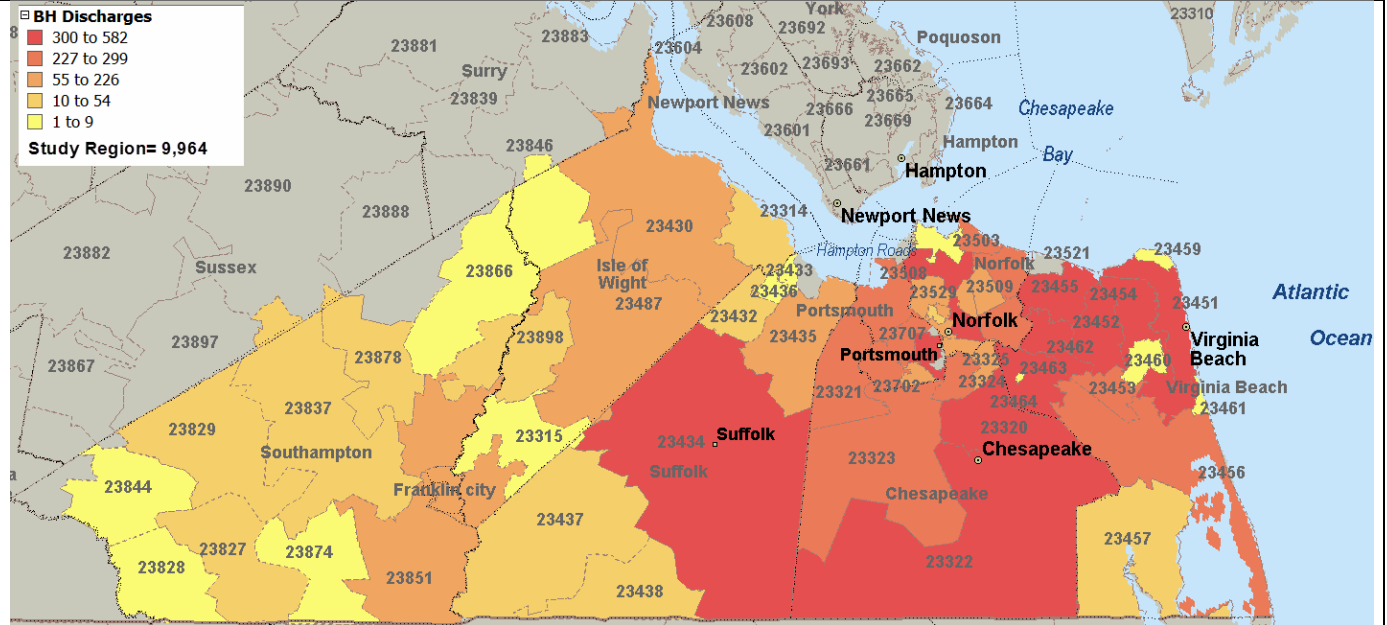 BH Discharges
300 to 582
227 to 299
55 to 226
10 to 54
1 to 9
Study Region= 9,964
York
23608
23692
23310
23883
23881
23604
Poquoson
Surry
23602
23693
23662
23839
Newport News
23665
23664
Chesapeake
23666
23669
23601
Hampton
23846
Bay
23661
Hampton
23890
23888
23314
Newport News
23430
Hampton Roads
23503
23882
23521
23459
Sussex
Isle of
Wight
23866
23433
23508
Norfolk
23436
23529
23509
23455
23454
Atlantic
23487
23451
23432
Portsmouth
Norfolk
23452
Ocean
23897
23898
23435
23707
Virginia
Beach
23878
Portsmouth
23462
23867
23325
23463
23460
23321
23702
23324
23453
Virginia Beach
23837
23464
23461
23829
23320
23315
23434
Suffolk
Southampton
Chesapeake
23323
Suffolk
23456
a
23844
Franklin city
Chesapeake
23437
23457
23827
23874
23828
23851
23322
23438